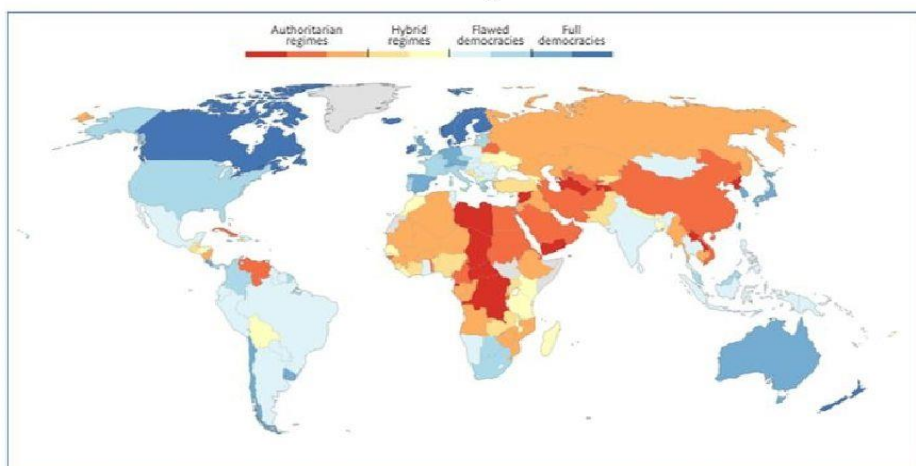 Authoritarian regimes
Hybrid regimes
Flawed democracies
Full democracies